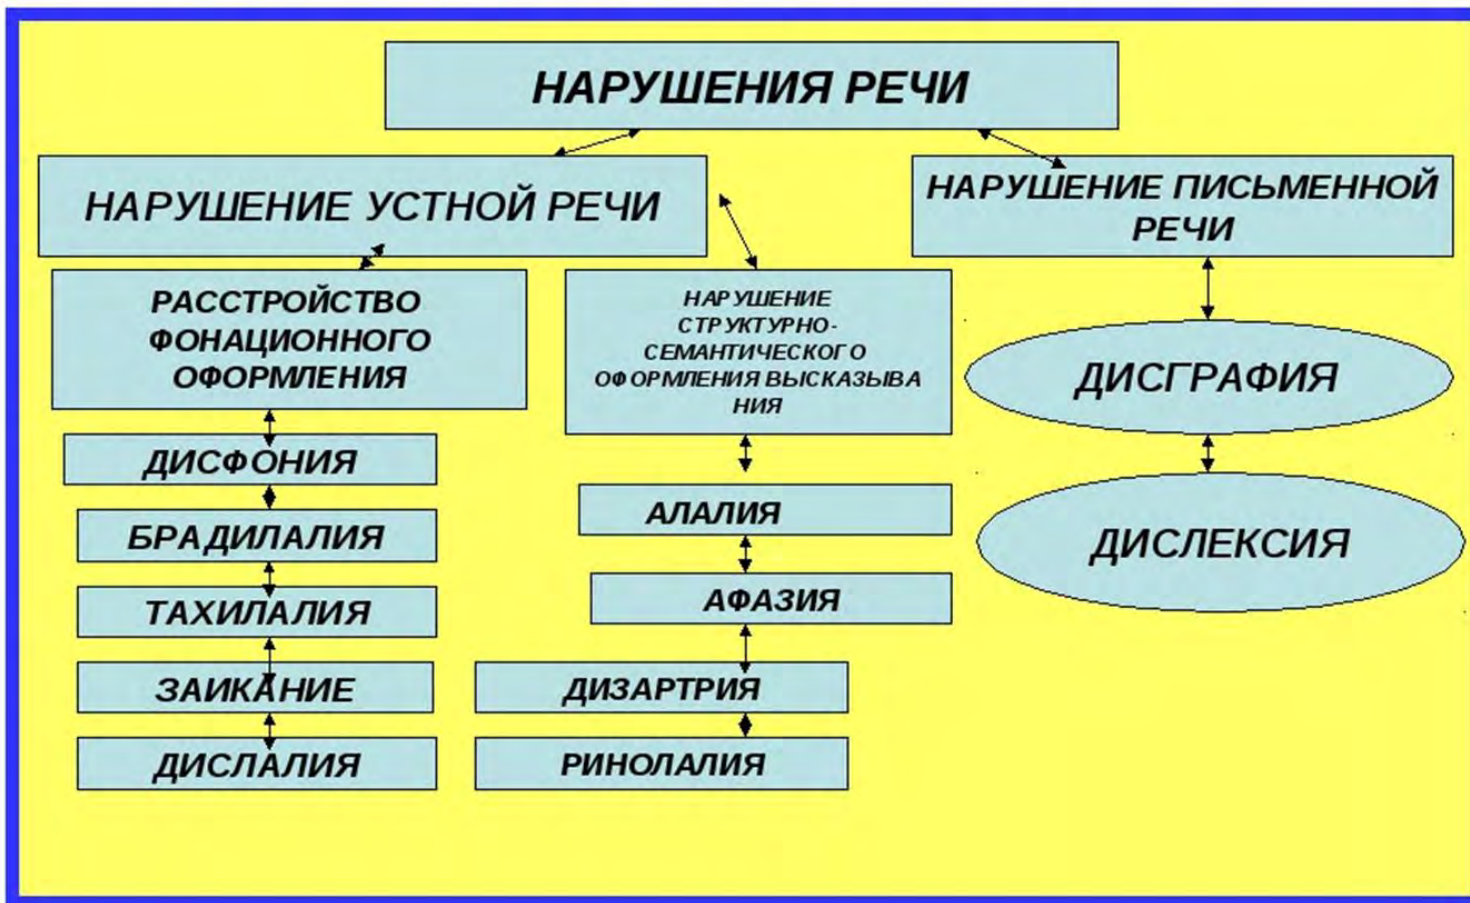 НАРУШЕНИЯ РЕЧИ
НАРУШЕНИЕ УСТНОЙ РЕЧИ
НАРУШЕНИЕ ПИСЬМЕННОЙ
РЕЧИ
РАССТРОЙСТВО
ФОНАЦИОННОГО
ОФОРМЛЕНИЯ
НАРУШЕНИЕ
СТРУКТУРНО-
СЕМАНТИЧЕСКОГО
ОФОРМЛЕНИЯ ВЫСКАЗЫВА
НИЯ
ДИСФОНИЯ
БРАДИЛАЛИЯ
ТАХИЛАЛИЯ
ЗАИКАНИЕ
ДИСЛАЛИЯ
АЛАЛИЯ
АФАЗИЯ
ДИЗАРТРИЯ
РИНОЛАЛИЯ
ДИСГРАФИЯ
ДИСЛЕКСИЯ